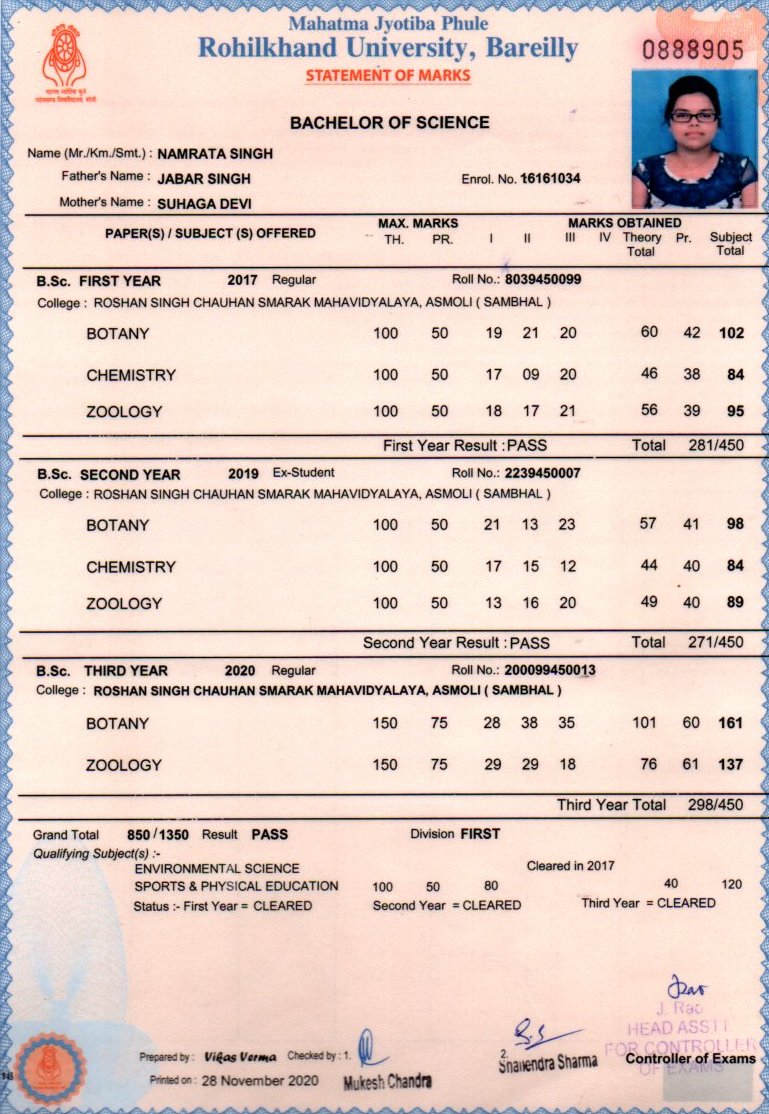 Mahatma Jyotiba Phule
Rohilkhand University, Bareilly
STATEMENT OF MARKS
0888905
BACHELOR OF SCIENCE
Name (Mr./Km./Smt.) : NAMRATA SINGH
Father's Name : JABAR SINGH Enrol. No. 16161034
Mother's Name : SUHAGA DEVI
PAPER(S) / SUBJECT (S) OFFERED MAX. MARKS MARKS OBTAINED
TH. PR. I II III IV Theory Total Pr. Subject Total
B.Sc. FIRST YEAR 2017 Regular Roll No.: 8039450099
College : ROSHAN SINGH CHAUHAN SMARAK MAHAVIDYALAYA, ASMOLI ( SAMBHAL )
BOTANY 100 50 19 21 20 60 42 102
CHEMISTRY 100 50 17 09 20 46 38 84
ZOOLOGY 100 50 18 17 21 56 39 95
First Year Result : PASS Total 281/450
B.Sc. SECOND YEAR 2019 Ex-Student Roll No.: 2239450007
College : ROSHAN SINGH CHAUHAN SMARAK MAHAVIDYALAYA, ASMOLI ( SAMBHAL )
BOTANY 100 50 21 13 23 57 41 98
CHEMISTRY 100 50 17 15 12 44 40 84
ZOOLOGY 100 50 13 16 20 49 40 89
Second Year Result : PASS Total 271/450
B.Sc. THIRD YEAR 2020 Regular Roll No.: 200099450013
College : ROSHAN SINGH CHAUHAN SMARAK MAHAVIDYALAYA, ASMOLI ( SAMBHAL )
BOTANY 150 75 28 38 35 101 60 161
ZOOLOGY 150 75 29 29 18 76 61 137
Third Year Total 298/450
Grand Total 850/1350 Result PASS Division FIRST
Qualifying Subject(s) :-
ENVIRONMENTAL SCIENCE Cleared in 2017
SPORTS & PHYSICAL EDUCATION 100 50 80 40 120
Status :- First Year = CLEARED Second Year = CLEARED Third Year = CLEARED
J. Rao
HEAD ASSTT
FOR CONTROLLER
OF EXAMS
Prepared by : Vikas Verma Checked by : 1. 2. Controller of Exams
Printed on : 28 November 2020 Mukesh Chandra Shailendra Sharma